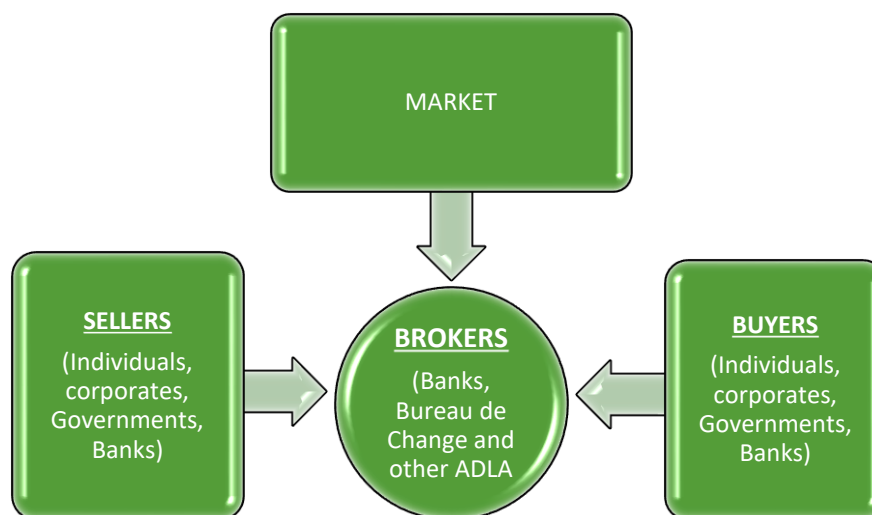 MARKET
SELLERS
(Individuals,
corporates,
Governments,
Banks)
BROKERS
(Banks,
Bureau de
Change and
other ADLA
BUYERS
(Individuals,
corporates,
Governments,
Banks)